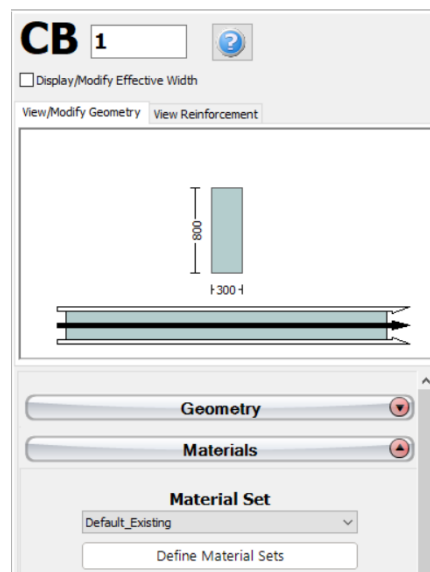 CB 1
Display/Modify Effective Width
View/Modify Geometry View Reinforcement
800
300
Geometry
Materials
Material Set
Default_Existing
Define Material Sets